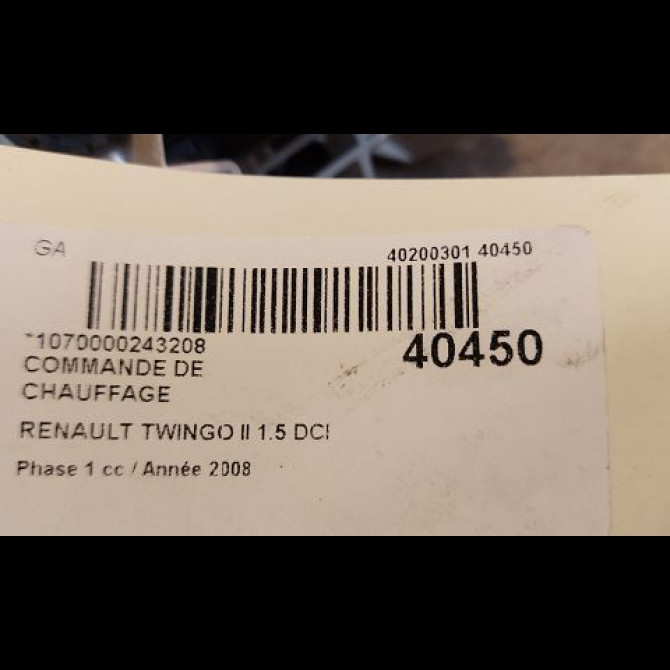 GA
40200301 40450
*1070000243208
40450
COMMANDE DE
CHAUFFAGE
RENAULT TWINGO II 1.5 DCI
Phase 1 cc / Année 2008